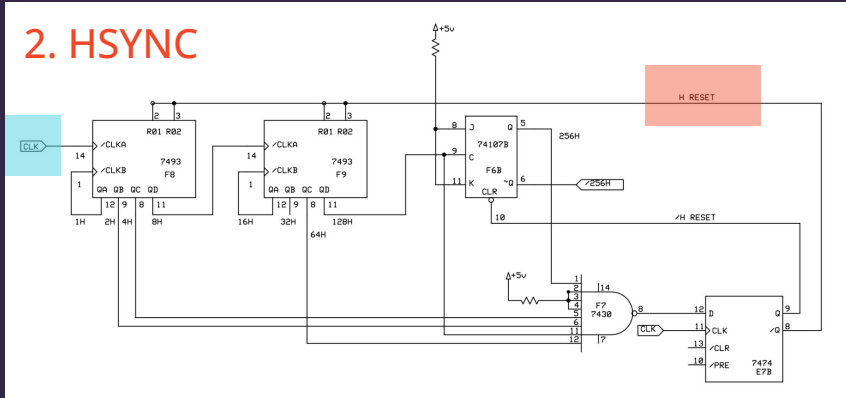 2. HSYNC
+5v
H RESET
2 3
2 3
R01 R02
R01 R02
CLK
14
/CLKA
7493
F8
/CLKB
1
QA QB QC QD
12 9 8 11
1H 2H 4H 8H
14
/CLKA
7493
F9
/CLKB
1
QA QB QC QD
12 9 8 11
16H 32H 128H
64H
8 J Q 5
74107B
9 C F6B
11 K ~Q 6
CLR
10
256H
/256H
/H RESET
+5v
1
2
3
4
5
6
11
12
14
F7
7430
8
7
CLK
12 D Q 9
11 CLK /Q 8
13 /CLR
10 /PRE
7474
E7B